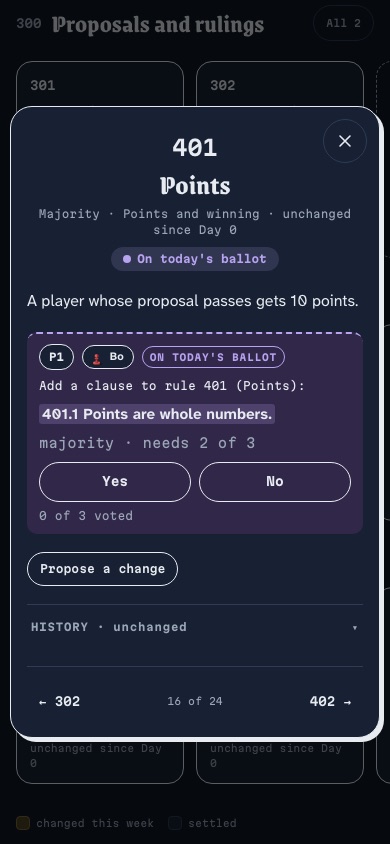 300 Proposals and rulings
All 2
301
302
401
Points
Majority · Points and winning · unchanged
since Day 0
On today's ballot
A player whose proposal passes gets 10 points.
P1
Bo
ON TODAY'S BALLOT
Add a clause to rule 401 (Points):
401.1 Points are whole numbers.
majority · needs 2 of 3
Yes
No
0 of 3 voted
Propose a change
HISTORY · unchanged
← 302
16 of 24
402 →
unchanged since Day
0
unchanged since Day
0
changed this week
settled